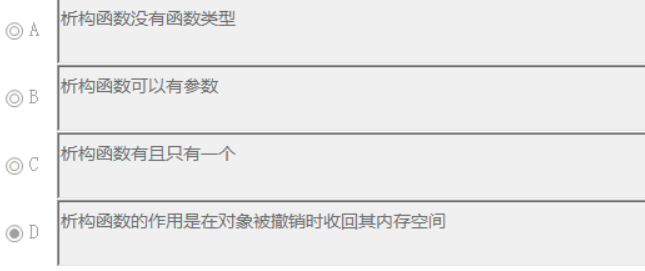 A 析构函数没有函数类型
B 析构函数可以有参数
C 析构函数有且只有一个
D 析构函数的作用是在对象被撤销时收回其内存空间